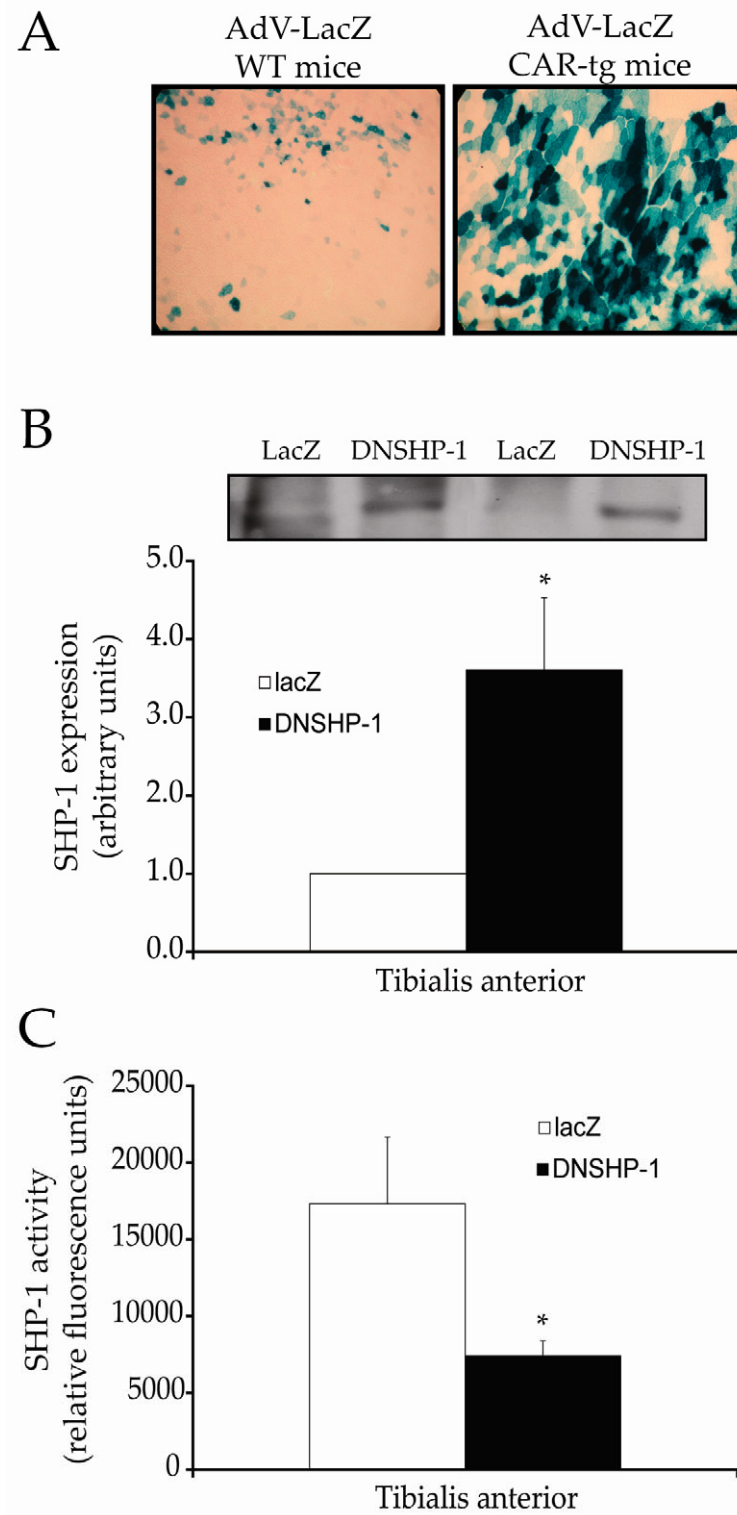 A
AdV-LacZ
WT mice
AdV-LacZ
CAR-tg mice
B
LacZ DNSHP-1 LacZ DNSHP-1
SHP-1 expression
(arbitrary units)
5.0
4.0
3.0
2.0
1.0
0.0
*
lacZ
DNSHP-1
Tibialis anterior
C
SHP-1 activity
(relative fluorescence units)
25000
20000
15000
10000
5000
0
lacZ
DNSHP-1
*
Tibialis anterior